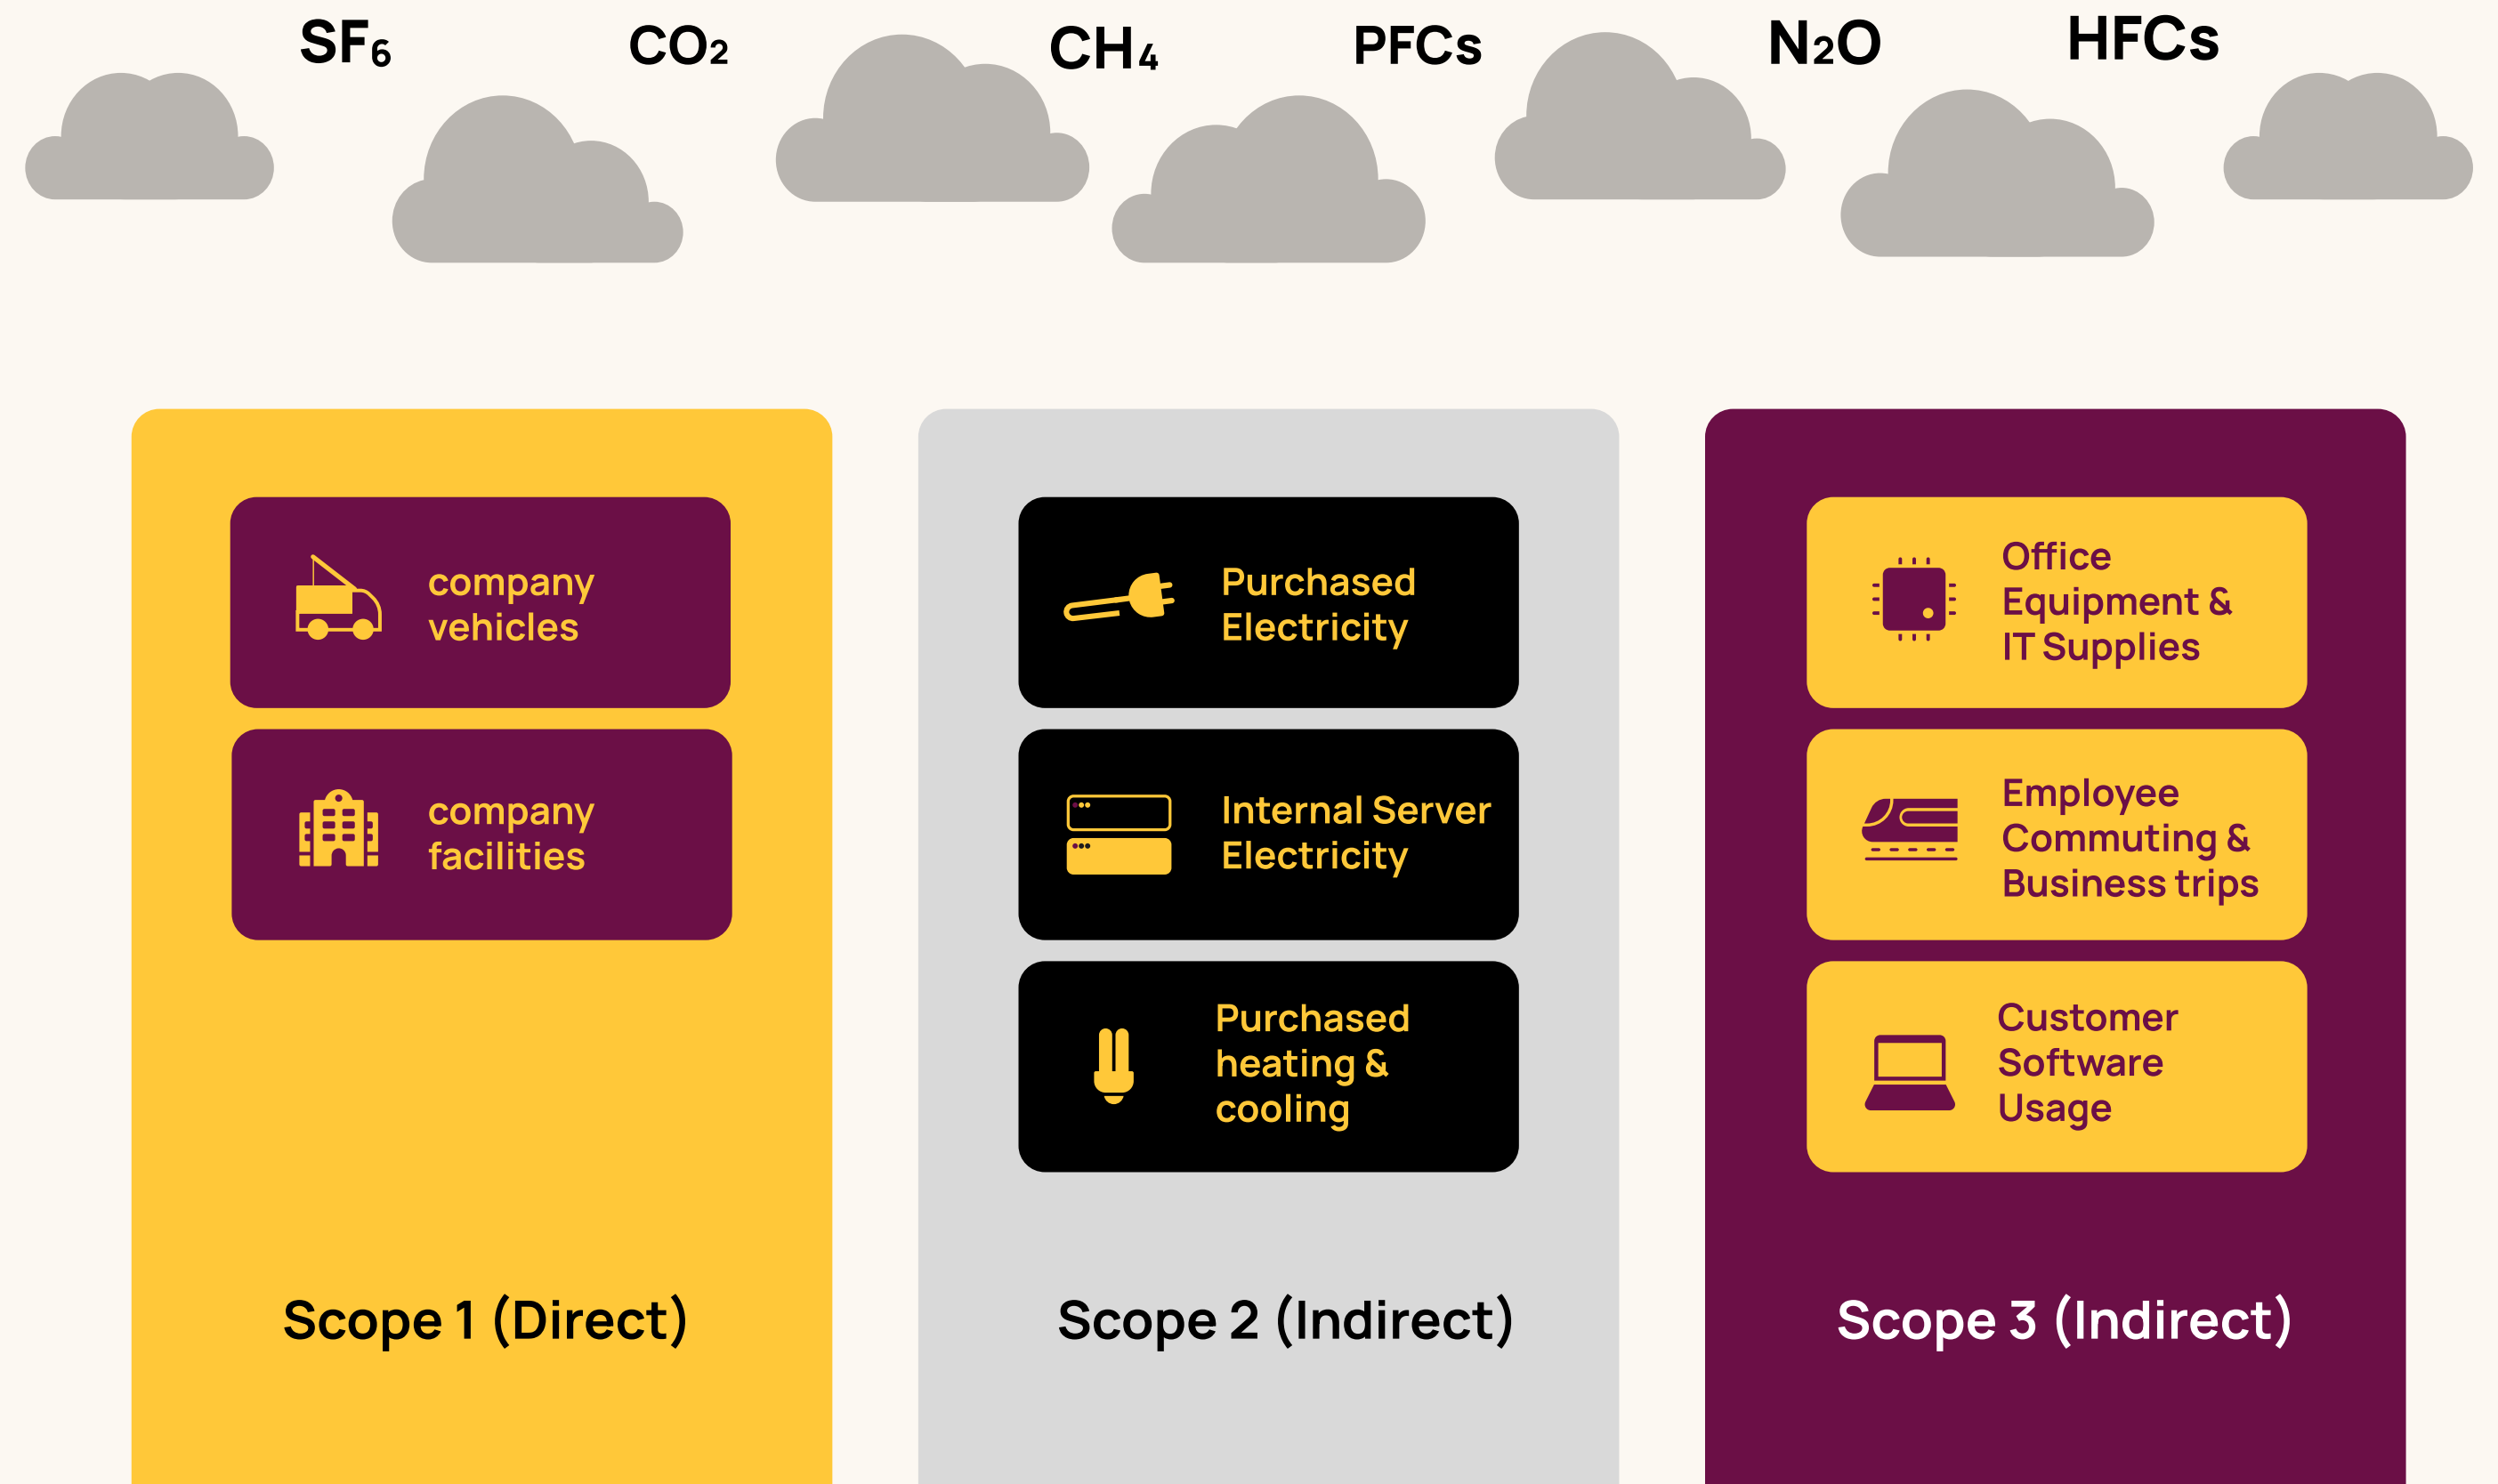 SF₆
CO₂
CH₄
PFCs
N₂O
HFCs
company
vehicles
company
facilities
Scope 1 (Direct)
Purchased
Electricity
Internal Server
Electricity
Purchased
heating &
cooling
Scope 2 (Indirect)
Office
Equipment &
IT Supplies
Employee
Commuting &
Business trips
Customer
Software
Usage
Scope 3 (Indirect)